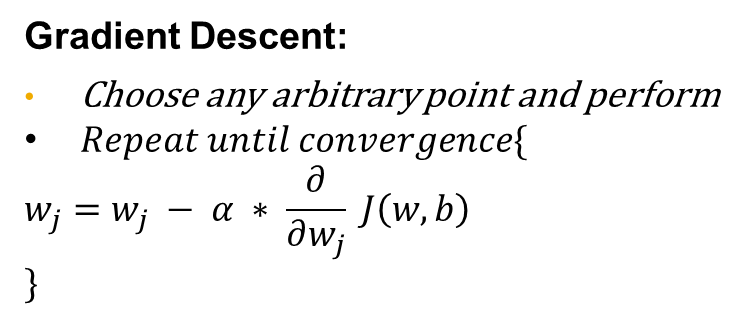 Gradient Descent:
• Choose any arbitrary point and perform
• Repeat until convergence{
w_j = w_j − α * ∂/∂w_j J(w, b)
}